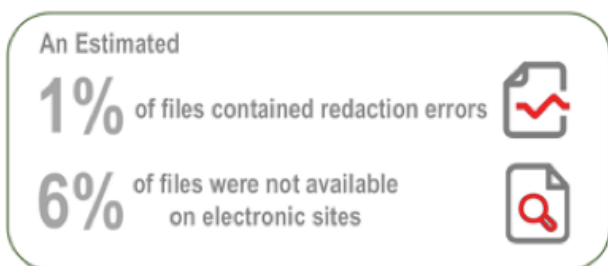 An Estimated
1% of files contained redaction errors
6% of files were not available
on electronic sites